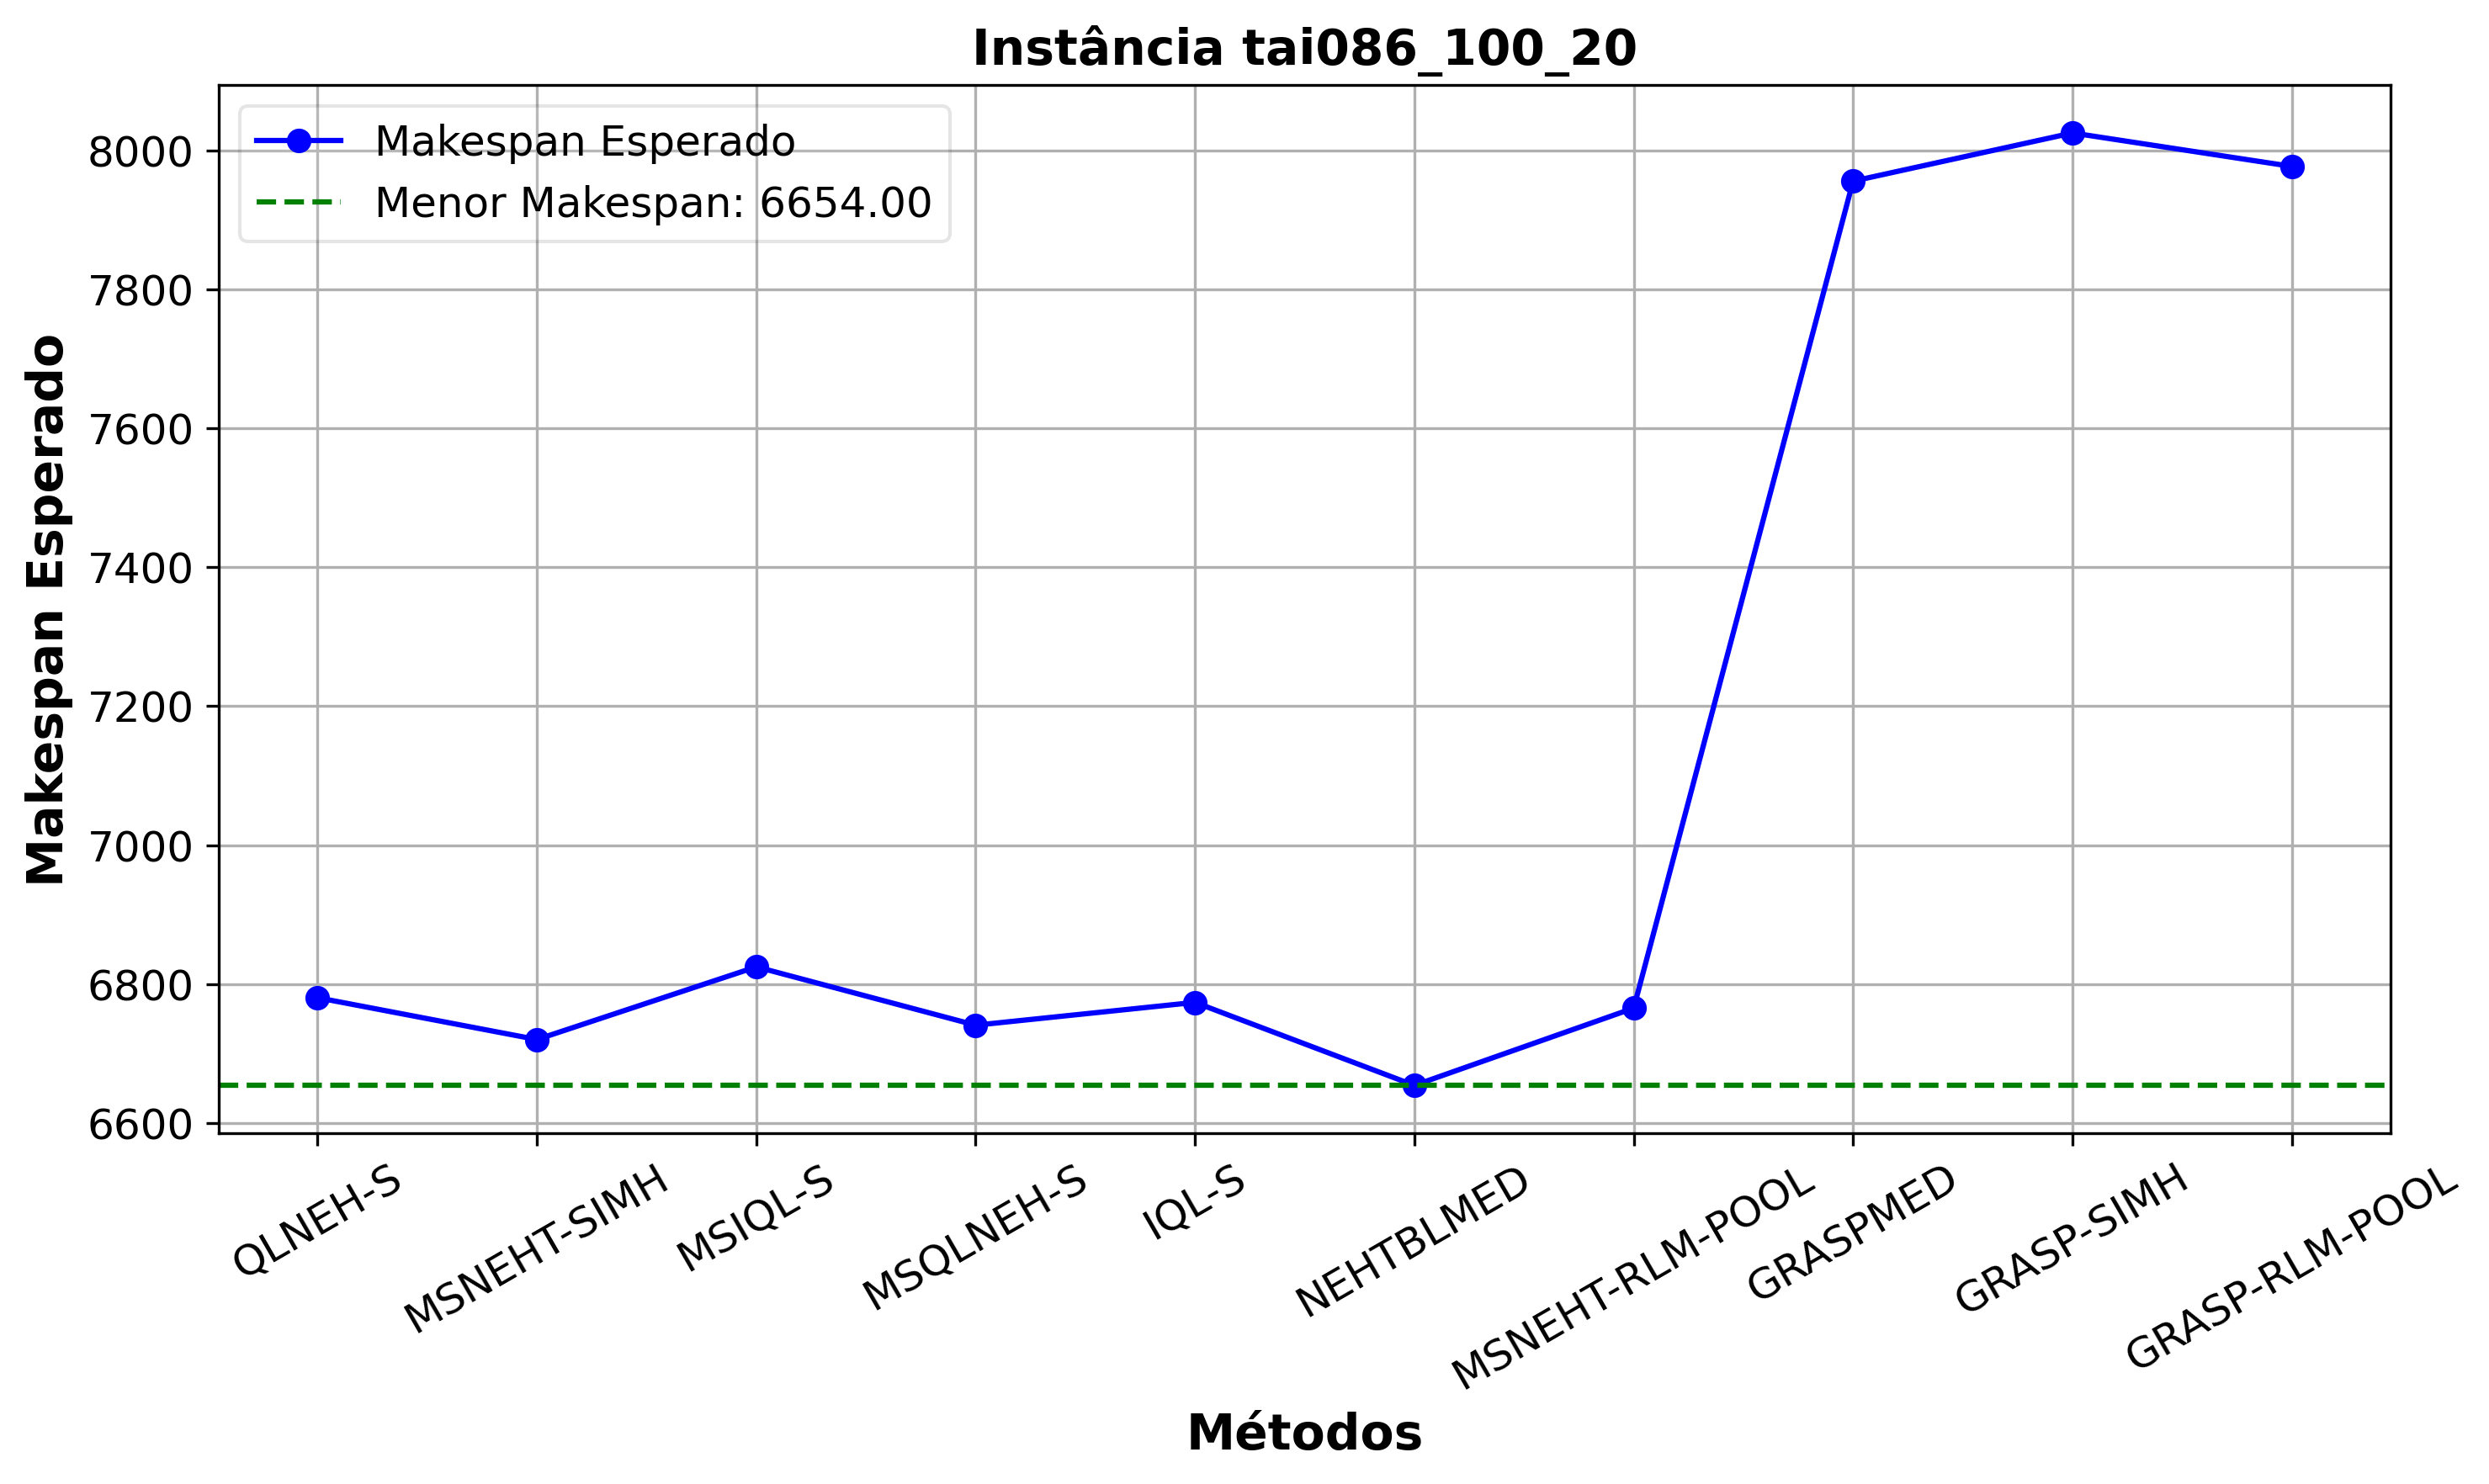 Instância tai086_100_20
Makespan Esperado
Menor Makespan: 6654.00
Makespan Esperado
8000
7800
7600
7400
7200
7000
6800
6600
QLNEH-S
MSNEHT-SIMH
MSIQL-S
MSQLNEH-S
IQL-S
NEHTBLMED
MSNEHT-RLM-POOL
GRASPMED
GRASP-SIMH
GRASP-RLM-POOL
Métodos